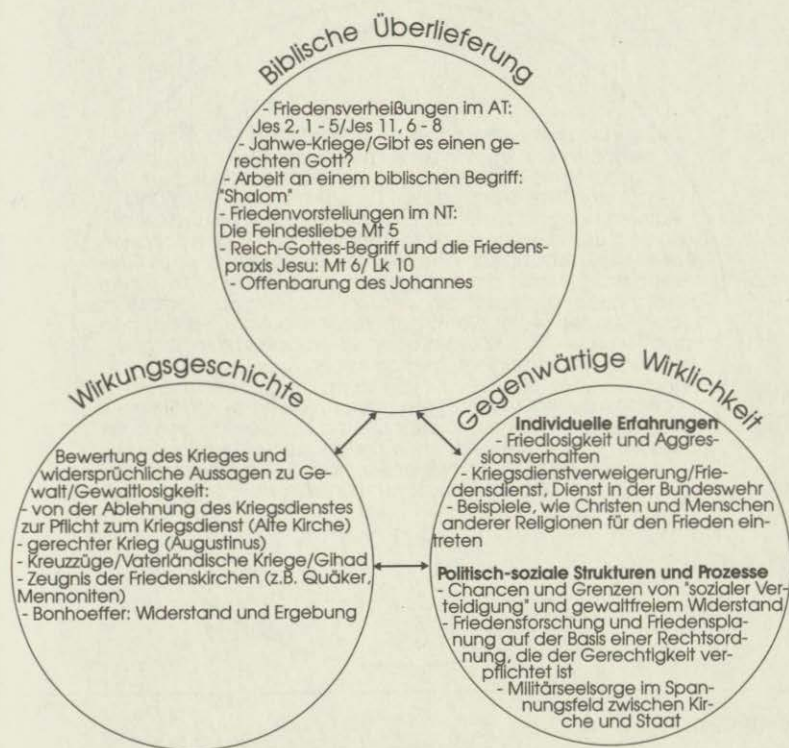 Biblische Überlieferung
- Friedensverheißungen im AT:
Jes 2, 1 - 5/Jes 11, 6 - 8
- Jahwe-Kriege/Gibt es einen ge-
rechten Gott?
- Arbeit an einem biblischen Begriff:
"Shalom"
- Friedenvorstellungen im NT:
Die Feindesliebe Mt 5
- Reich-Gottes-Begriff und die Friedens-
praxis Jesu: Mt 6/ Lk 10
- Offenbarung des Johannes
Wirkungsgeschichte
Bewertung des Krieges und
widersprüchliche Aussagen zu Ge-
walt/Gewaltlosigkeit:
- von der Ablehnung des Kriegsdienstes
zur Pflicht zum Kriegsdienst (Alte Kirche)
- gerechter Krieg (Augustinus)
- Kreuzzüge/Vaterländische Kriege/Gihad
- Zeugnis der Friedenskirchen (z.B. Quäker,
Mennoniten)
- Bonhoeffer: Widerstand und Ergebung
Gegenwärtige Wirklichkeit
Individuelle Erfahrungen
- Friedlosigkeit und Aggres-
sionsverhalten
- Kriegsdienstverweigerung/Frie-
densdienst, Dienst in der Bundeswehr
- Beispiele, wie Christen und Menschen
anderer Religionen für den Frieden ein-
treten
Politisch-soziale Strukturen und Prozesse
- Chancen und Grenzen von "sozialer Ver-
teidigung" und gewaltfreiem Widerstand
- Friedensforschung und Friedenspla-
nung auf der Basis einer Rechtsord-
nung, die der Gerechtigkeit ver-
pflichtet ist
- Militärseelsorge im Span-
nungsfeld zwischen Kir-
che und Staat